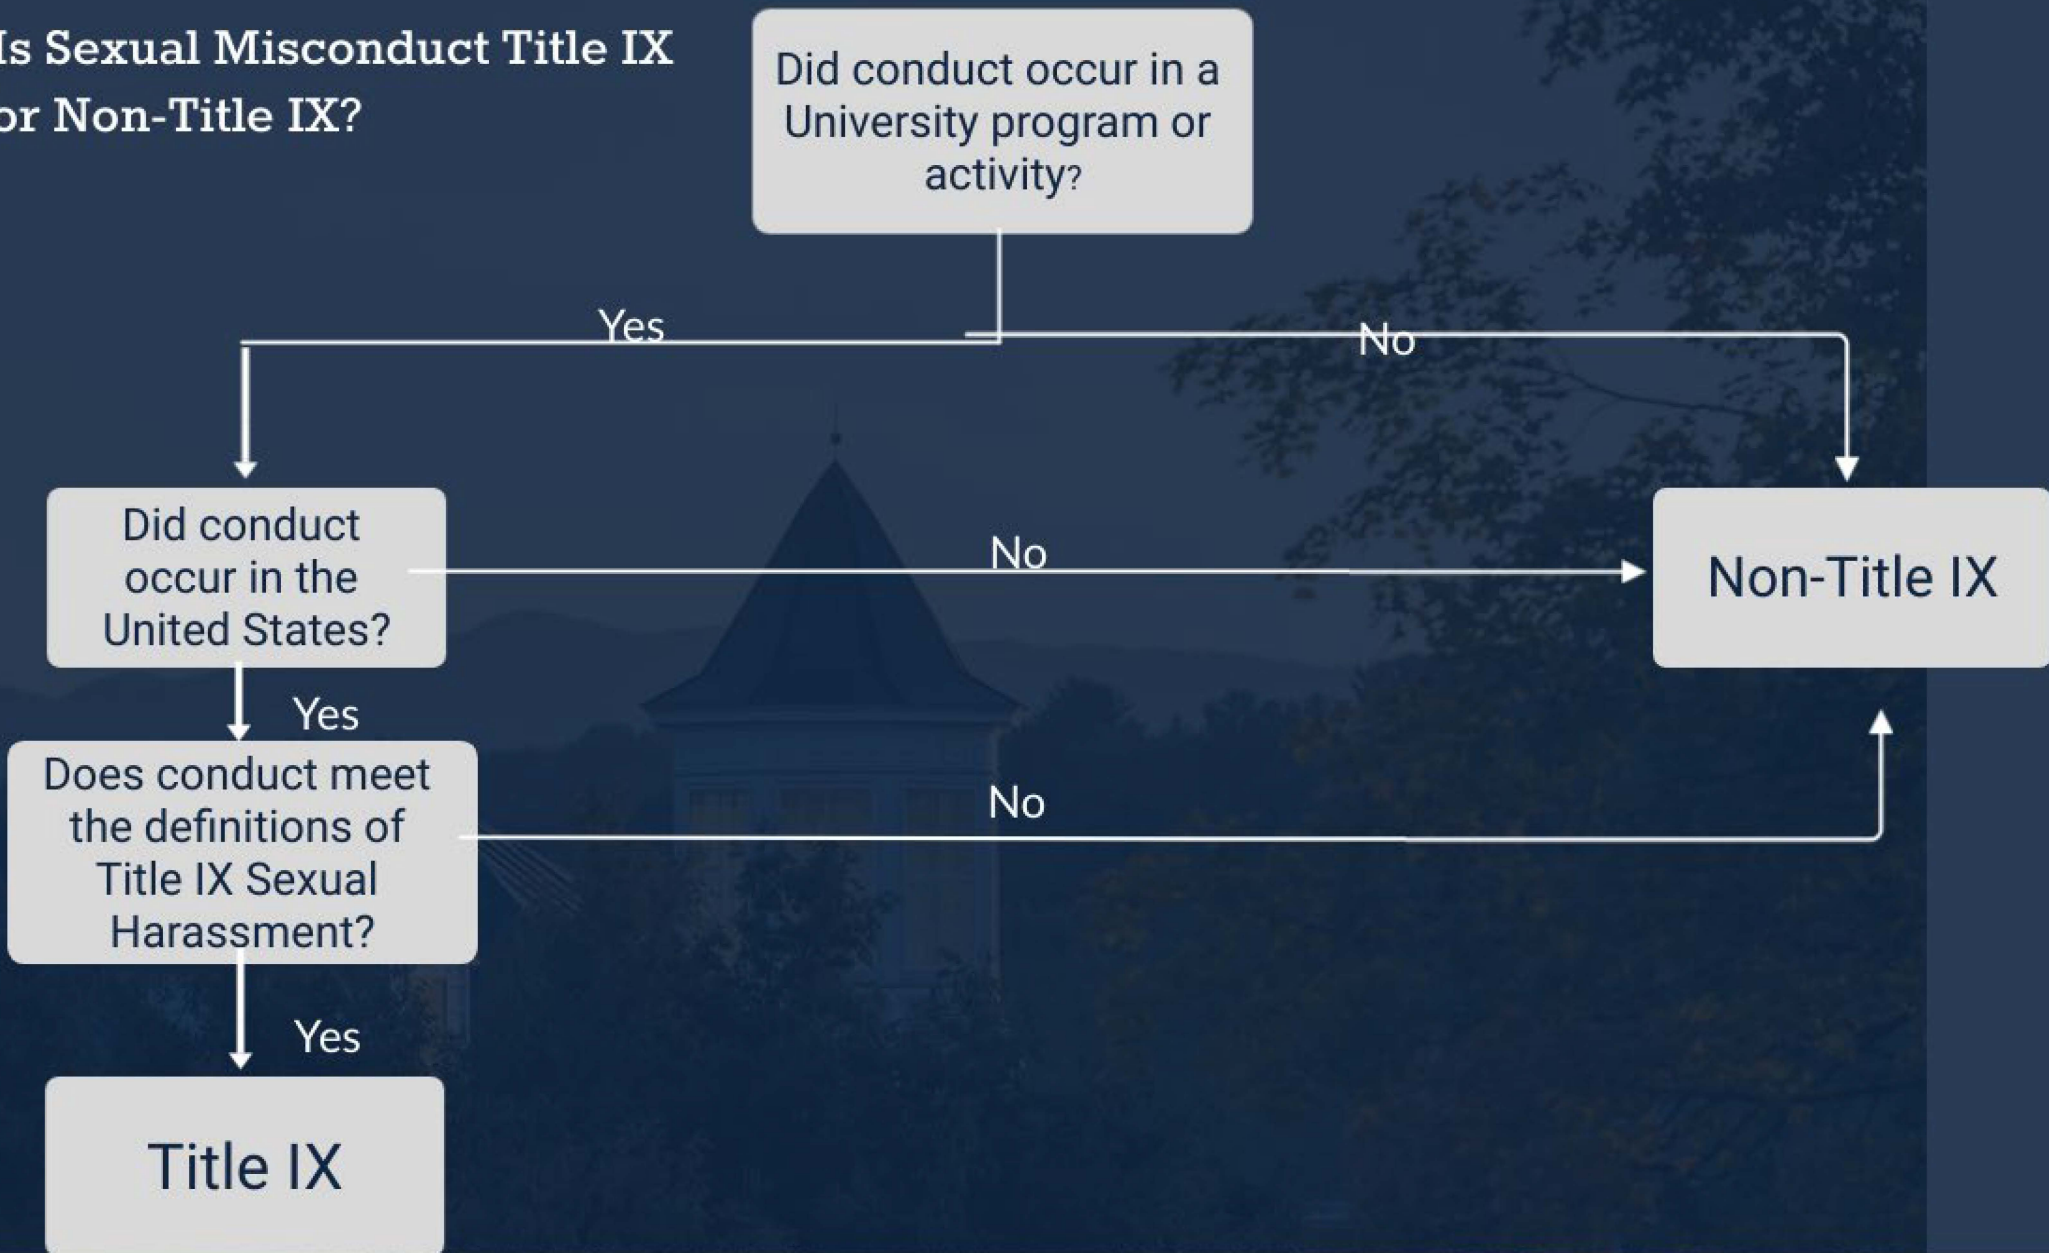 Is Sexual Misconduct Title IX
or Non-Title IX?
Did conduct occur in a
University program or
activity?
Yes
No
Did conduct
occur in the
United States?
No
Non-Title IX
Yes
Does conduct meet
the definitions of
Title IX Sexual
Harassment?
No
Yes
Title IX